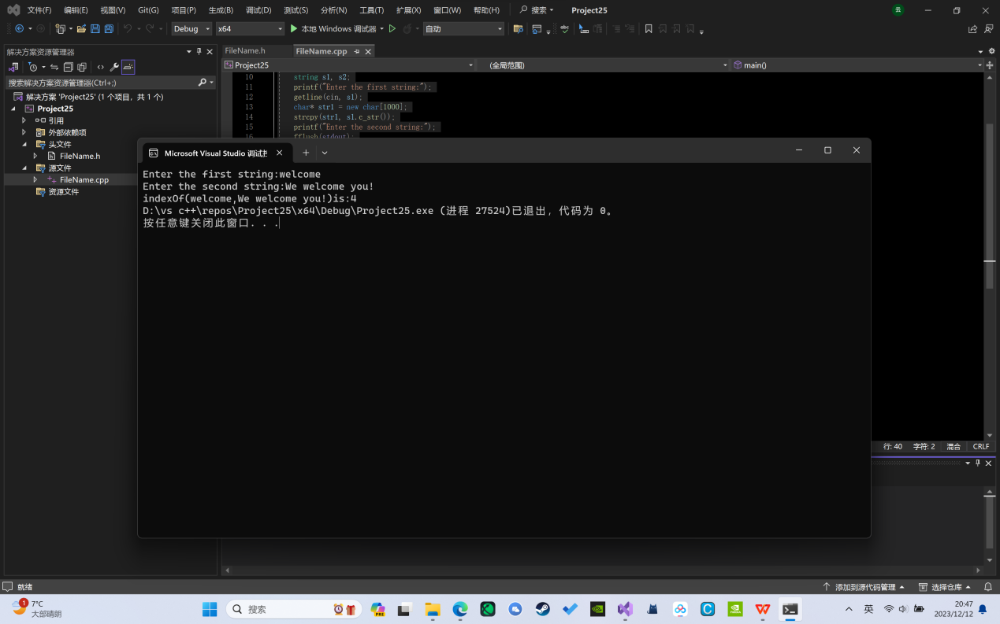 文件(F) 编辑(E) 视图(V) Git(G) 项目(P) 生成(B) 调试(D) 测试(S) 分析(N) 工具(T) 扩展(X) 窗口(W) 帮助(H) 搜索 Project25 云
Debug x64 本地 Windows 调试器 自动
解决方案资源管理器
搜索解决方案资源管理器(Ctrl+;)
解决方案 'Project25' (1 个项目，共 1 个)
Project25
引用
外部依赖项
头文件
FileName.h
源文件
FileName.cpp
资源文件
FileName.h FileName.cpp
Project25 (全局范围) main()
10 string s1, s2;
11 printf("Enter the first string:");
12 getline(cin, s1);
13 char* str1 = new char[1000];
14 strcpy(str1, s1.c_str());
15 printf("Enter the second string:");
16 fflush(stdout);
Microsoft Visual Studio 调试
Enter the first string:welcome
Enter the second string:We welcome you!
indexOf(welcome,We welcome you!)is:4
D:\vs c++\repos\Project25\x64\Debug\Project25.exe (进程 27524)已退出，代码为 0。
按任意键关闭此窗口. . .
行: 40 字符: 2 混合 CRLF
就绪 添加到源代码管理 选择仓库
1 7°C
大部晴朗
搜索
PRE
英
20:47
2023/12/12